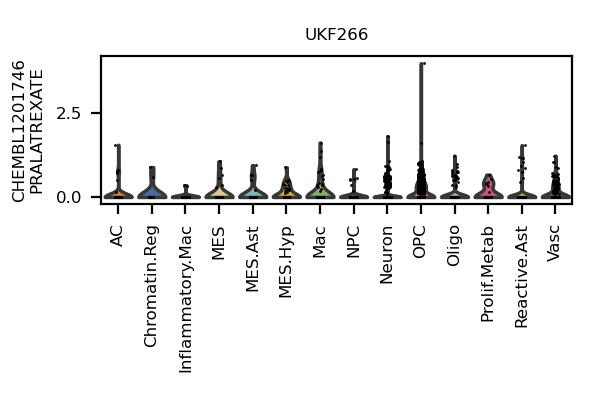 UKF266
CHEMBL1201746
PRALATREXATE
2.5
0.0
AC
Chromatin.Reg
Inflammatory.Mac
MES
MES.Ast
MES.Hyp
Mac
NPC
Neuron
OPC
Oligo
Prolif.Metab
Reactive.Ast
Vasc